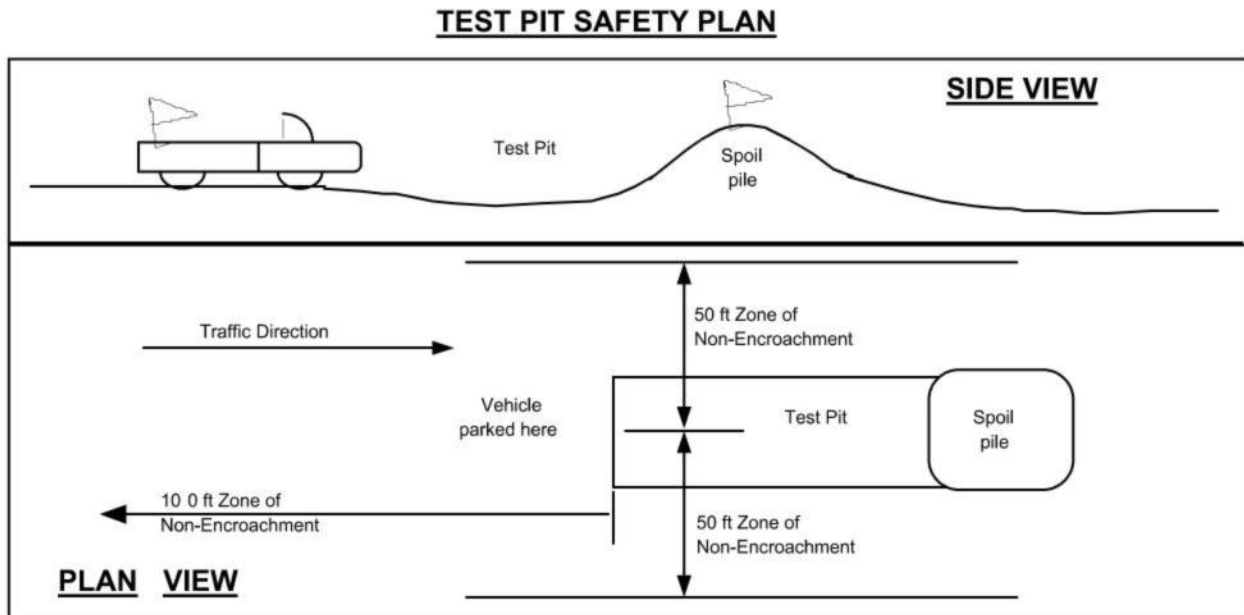 TEST PIT SAFETY PLAN
SIDE VIEW
Test Pit
Spoil
pile
50 ft Zone of
Non-Encroachment
Traffic Direction
Vehicle
parked here
Test Pit
Spoil
pile
10 0 ft Zone of
Non-Encroachment
50 ft Zone of
Non-Encroachment
PLAN VIEW